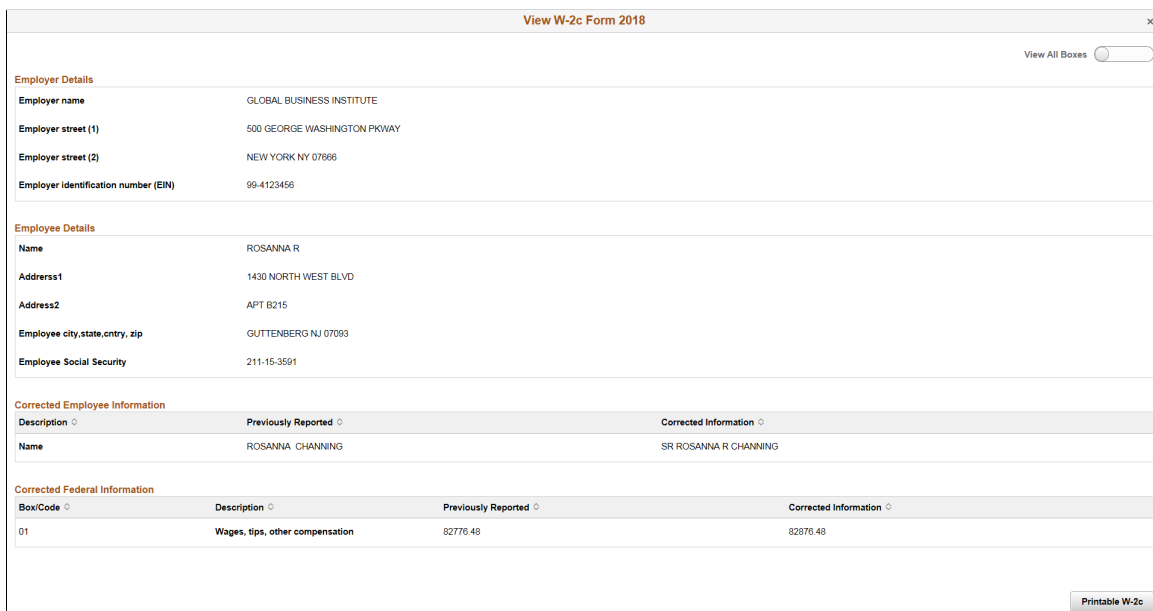 View W-2c Form 2018
×
View All Boxes
Employer Details
Employer name GLOBAL BUSINESS INSTITUTE
Employer street (1) 500 GEORGE WASHINGTON PKWAY
Employer street (2) NEW YORK NY 07666
Employer identification number (EIN) 99-4123456
Employee Details
Name ROSANNA R
Addrerss1 1430 NORTH WEST BLVD
Address2 APT B215
Employee city,state,cntry, zip GUTTENBERG NJ 07093
Employee Social Security 211-15-3591
Corrected Employee Information
Description Previously Reported Corrected Information
Name ROSANNA CHANNING SR ROSANNA R CHANNING
Corrected Federal Information
Box/Code Description Previously Reported Corrected Information
01 Wages, tips, other compensation 82776.48 82876.48
Printable W-2c